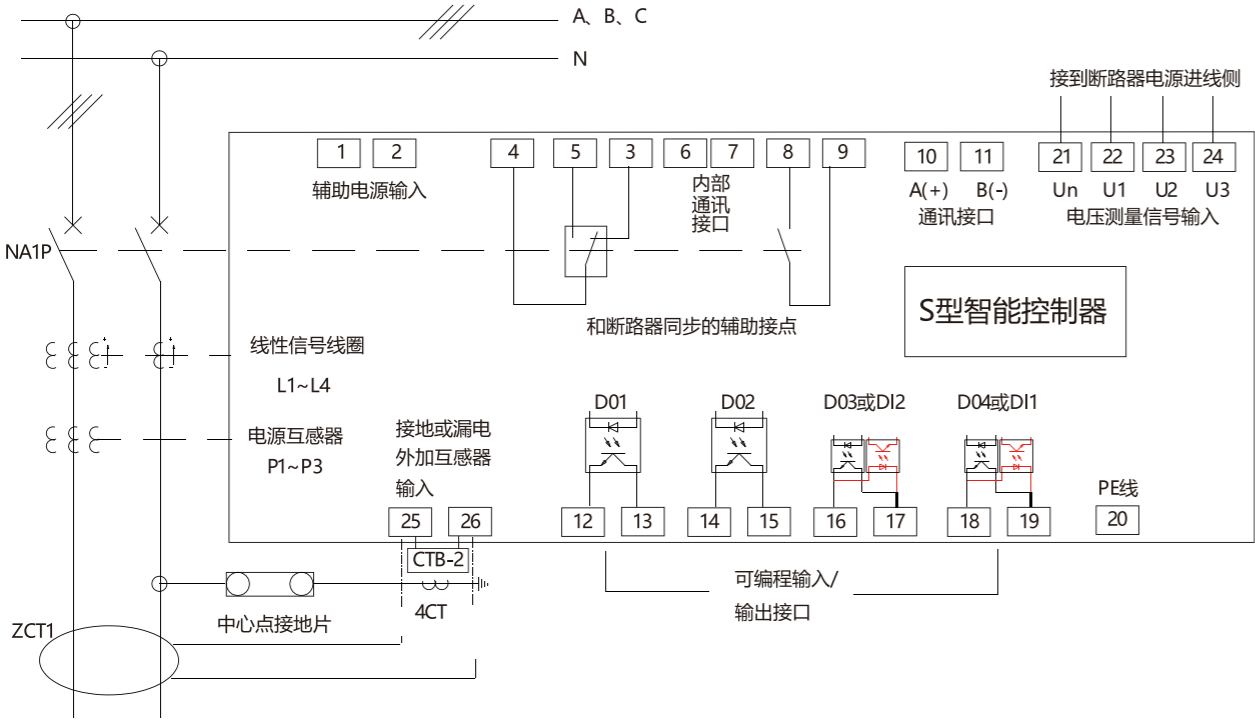 A、B、C
N
接到断路器电源进线侧
1 2 4 5 3 6 7 8 9 10 11 21 22 23 24
辅助电源输入
内部
通讯
接口
A(+) B(-)
通讯接口
Un U1 U2 U3
电压测量信号输入
NA1P
S型智能控制器
和断路器同步的辅助接点
线性信号线圈
L1~L4
电源互感器
P1~P3
接地或漏电
外加互感器
输入
D01 D02 D03或DI2 D04或DI1
PE线
25 26 12 13 14 15 16 17 18 19 20
CTB-2
4CT
中心点接地片
可编程输入/
输出接口
ZCT1